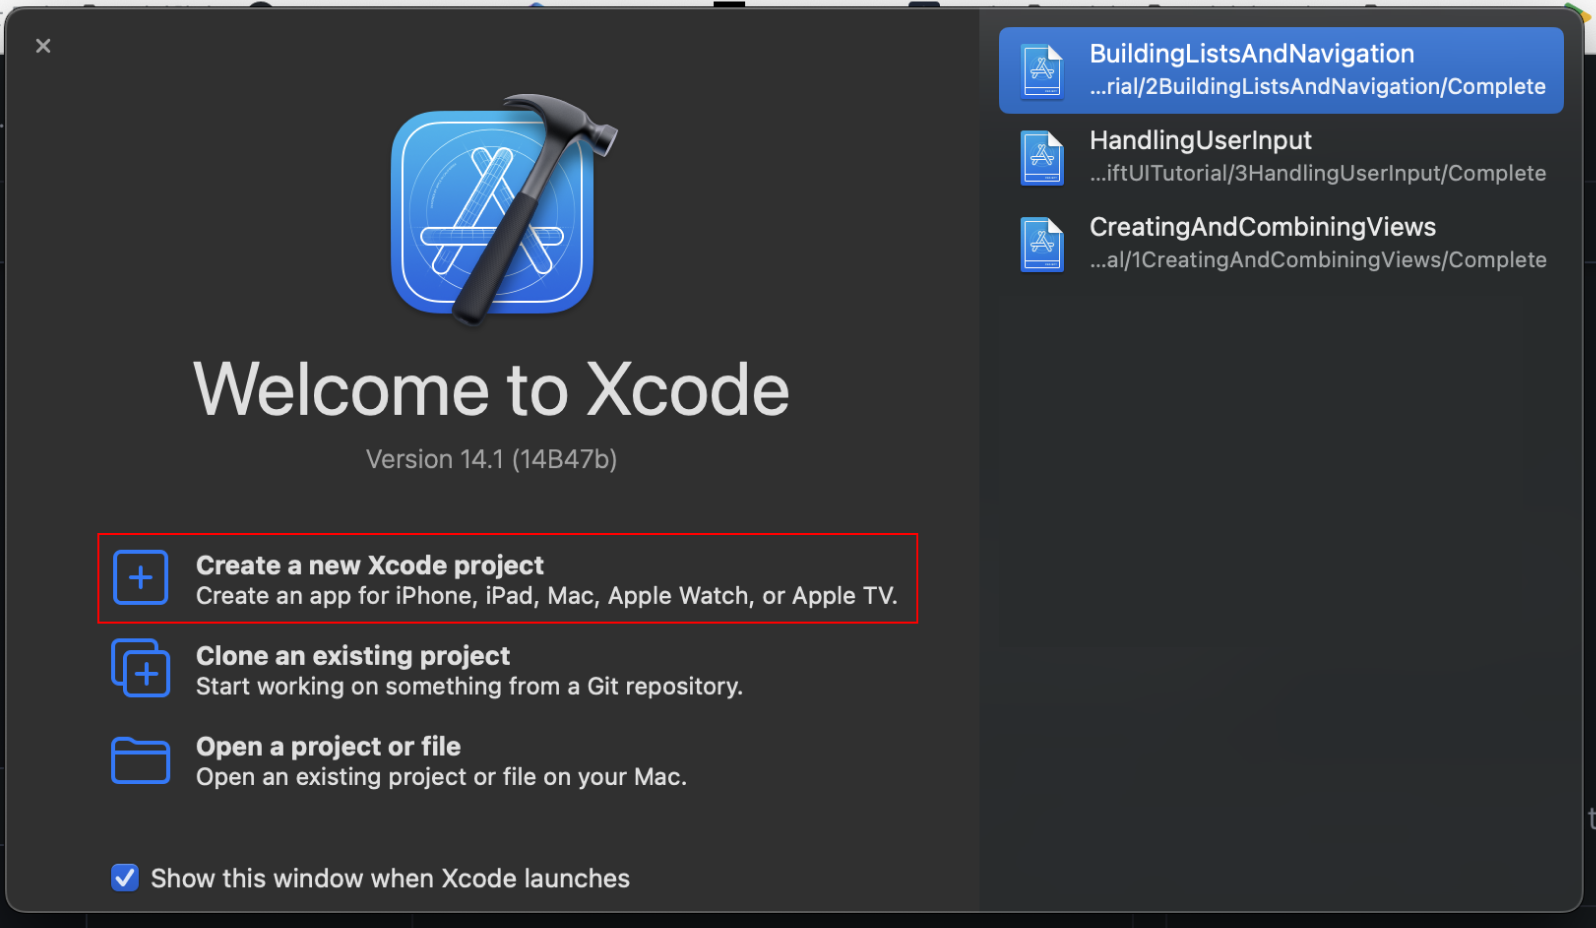 Welcome to Xcode
Version 14.1 (14B47b)
Create a new Xcode project
Create an app for iPhone, iPad, Mac, Apple Watch, or Apple TV.
Clone an existing project
Start working on something from a Git repository.
Open a project or file
Open an existing project or file on your Mac.
Show this window when Xcode launches
BuildingListsAndNavigation
...rial/2BuildingListsAndNavigation/Complete
HandlingUserInput
...iftUITutorial/3HandlingUserInput/Complete
CreatingAndCombiningViews
...al/1CreatingAndCombiningViews/Complete